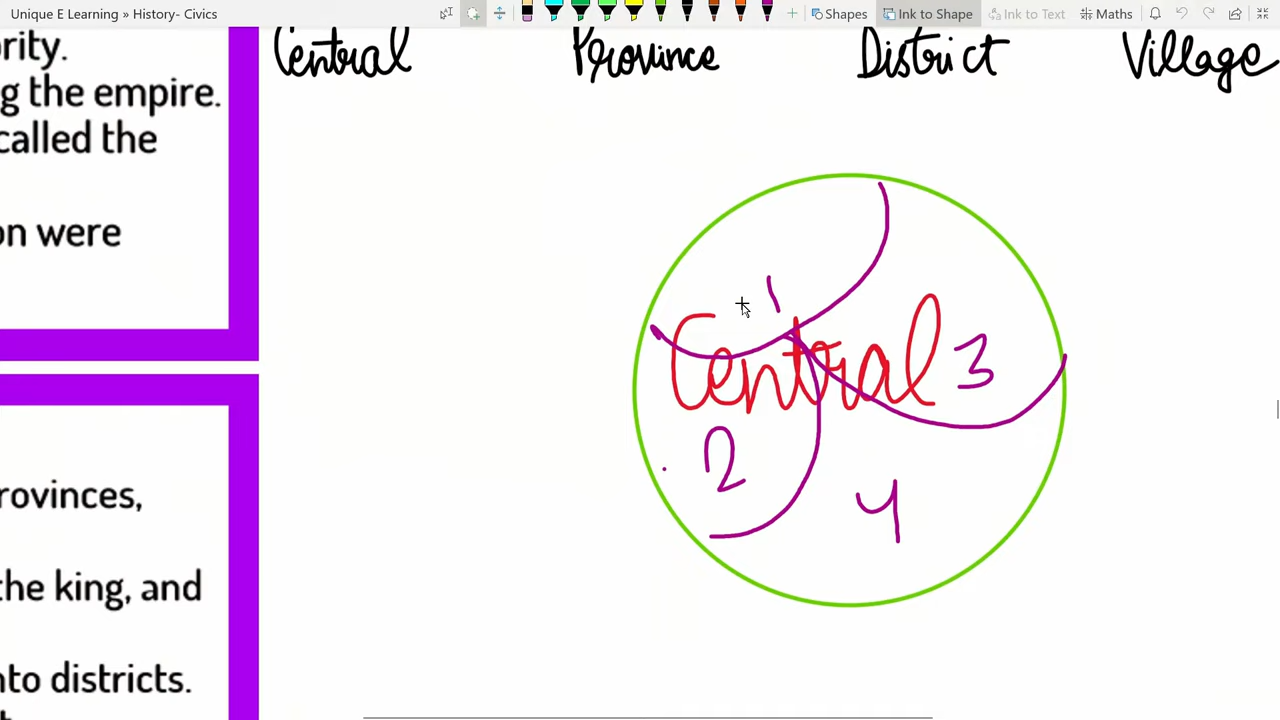 Unique E Learning » History- Civics
Shapes Ink to Shape Ink to Text Maths
Central Province District Village
ority.
g the empire.
called the
on were
rovinces,
the king, and
nto districts.
1
Central 3
2
4